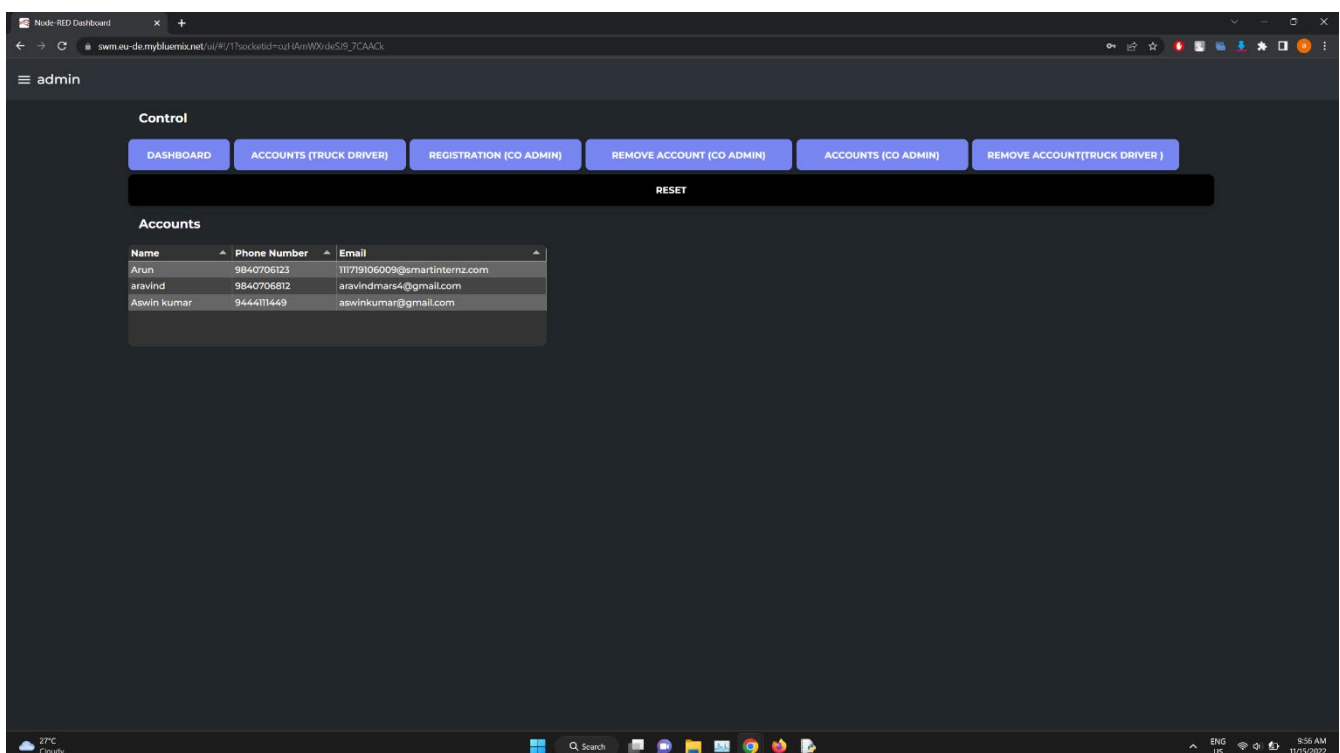 Node-RED Dashboard
swm.eu-de.mybluemix.net/ui/#!/1?socketid=ozHAmWXrdeSJ9_7CAACk
admin
Control
DASHBOARD ACCOUNTS (TRUCK DRIVER) REGISTRATION (CO ADMIN) REMOVE ACCOUNT (CO ADMIN) ACCOUNTS (CO ADMIN) REMOVE ACCOUNT(TRUCK DRIVER )
RESET
Accounts
Name Phone Number Email
Arun 9840706123 111719106009@smartinternz.com
aravind 9840706812 aravindmars4@gmail.com
Aswin kumar 9444111449 aswinkumar@gmail.com
27°C
Cloudy
Search
ENG
US
9:56 AM
11/15/2022